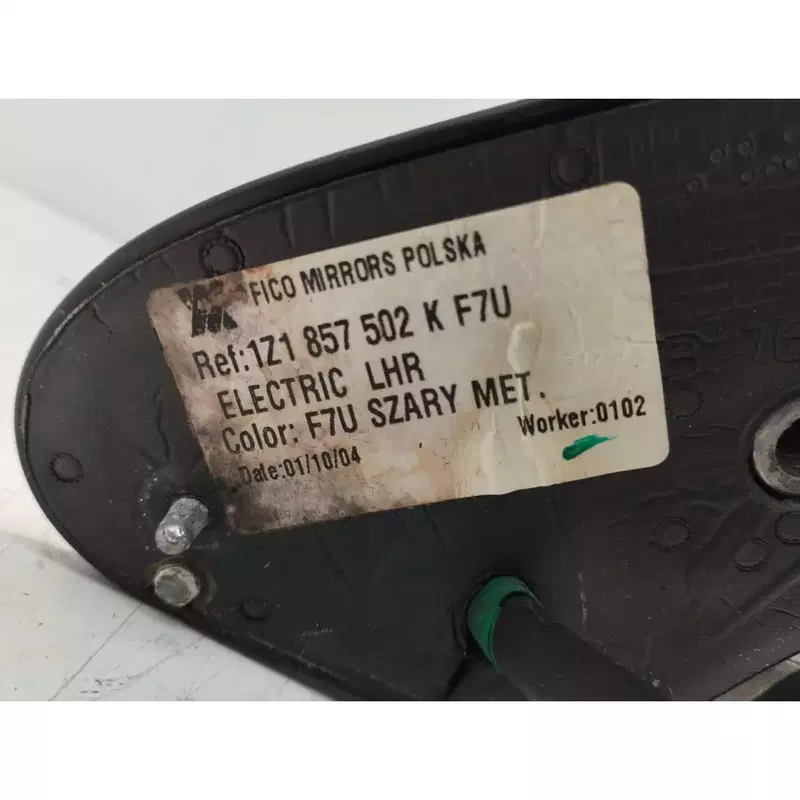 FICO MIRRORS POLSKA
Ref:1Z1 857 502 K F7U
ELECTRIC LHR
Color: F7U SZARY MET.
Date:01/10/04 Worker:0102